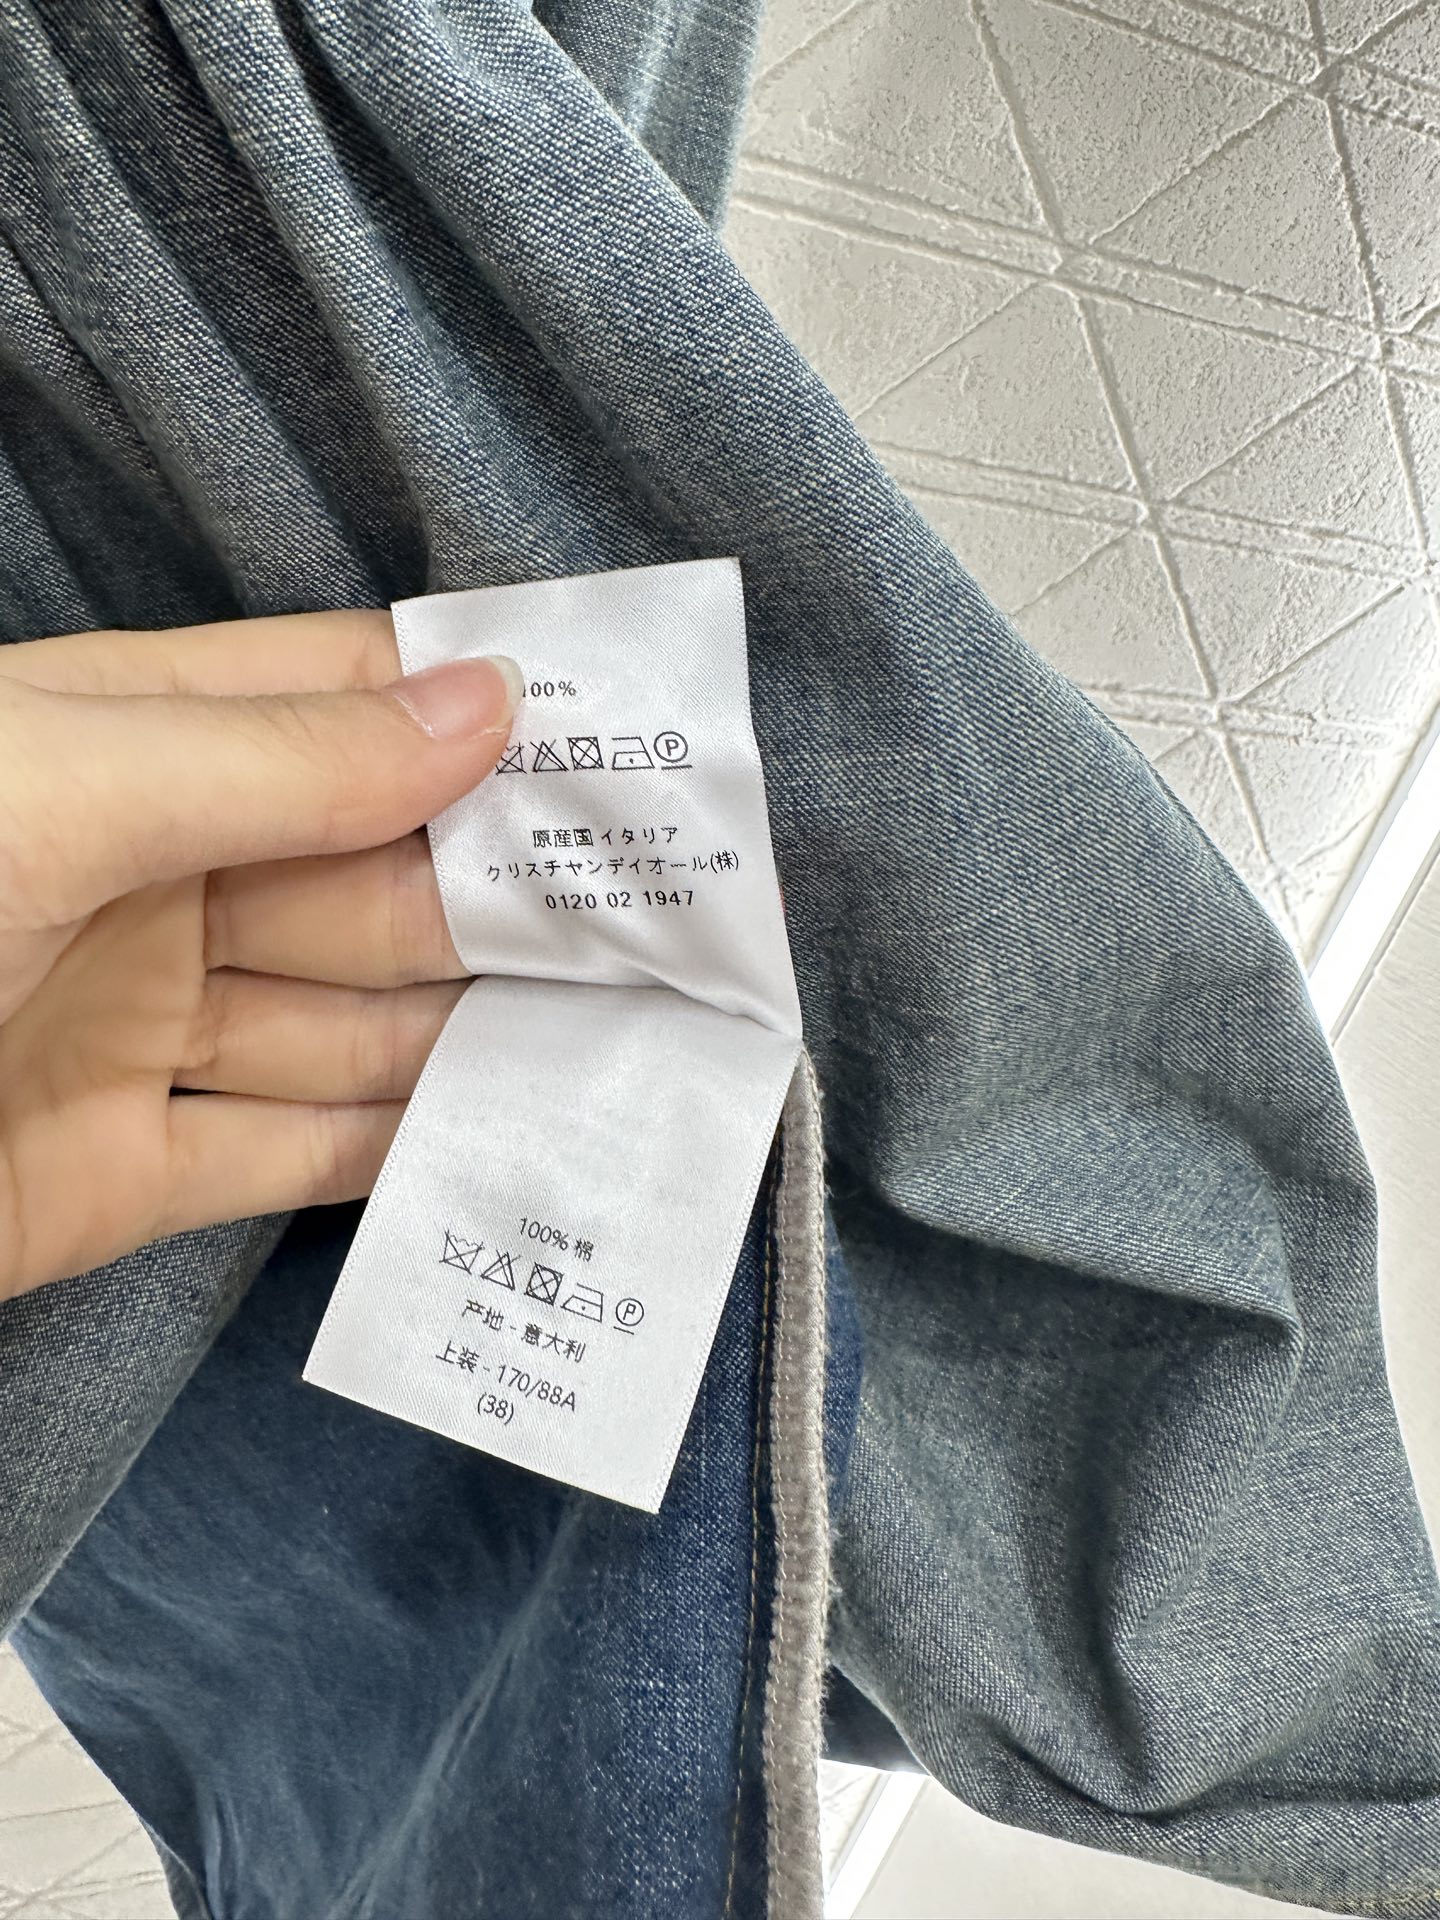 100%
P
原産国 イタリア
クリスチャンディオール(株)
0120 02 1947
100% 棉
P
产地 - 意大利
上装 - 170/88A
(38)